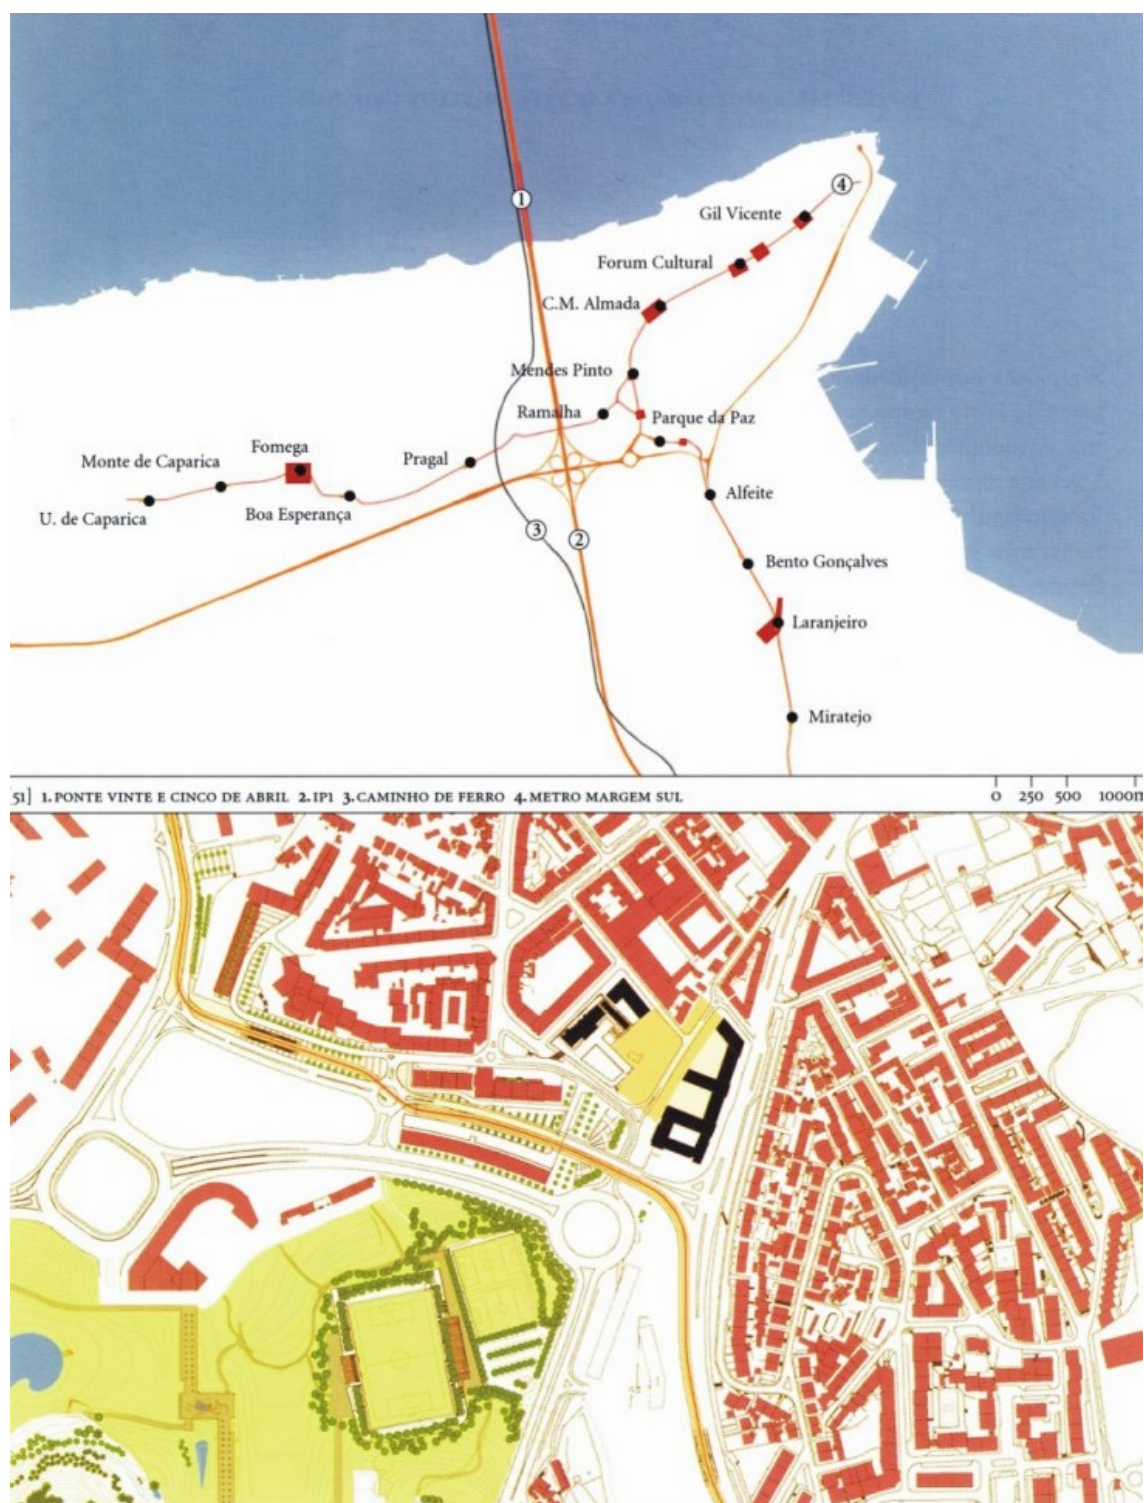 1
4
Gil Vicente
Forum Cultural
C.M. Almada
Mendes Pinto
Ramalha
Parque da Paz
Fomega
Pragal
Monte de Caparica
Alfeite
U. de Caparica
Boa Esperança
3
2
Bento Gonçalves
Laranjeiro
Miratejo
51] 1. PONTE VINTE E CINCO DE ABRIL 2. IP1 3. CAMINHO DE FERRO 4. METRO MARGEM SUL
0 250 500 1000m